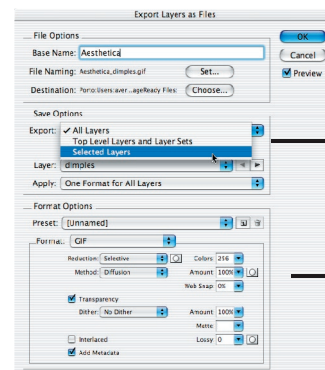 Export Layers as Files
File Options
Base Name: Aesthetica
OK
Cancel
Preview
File Naming: Aesthetica_dimples.gif Set...
Destination: Choose...
Save Options
Export: ✓ All Layers
Top Level Layers and Layer Sets
Selected Layers
Layer: dimples
Apply: One Format for All Layers
Format Options
Preset: [Unnamed]
Format: GIF
Reduction: Selective Colors 256
Method: Diffusion Amount 100%
Web Snap 0%
Transparency
Dither: No Dither Amount 100%
Matte
Interlaced Lossy 0
Add Metadata